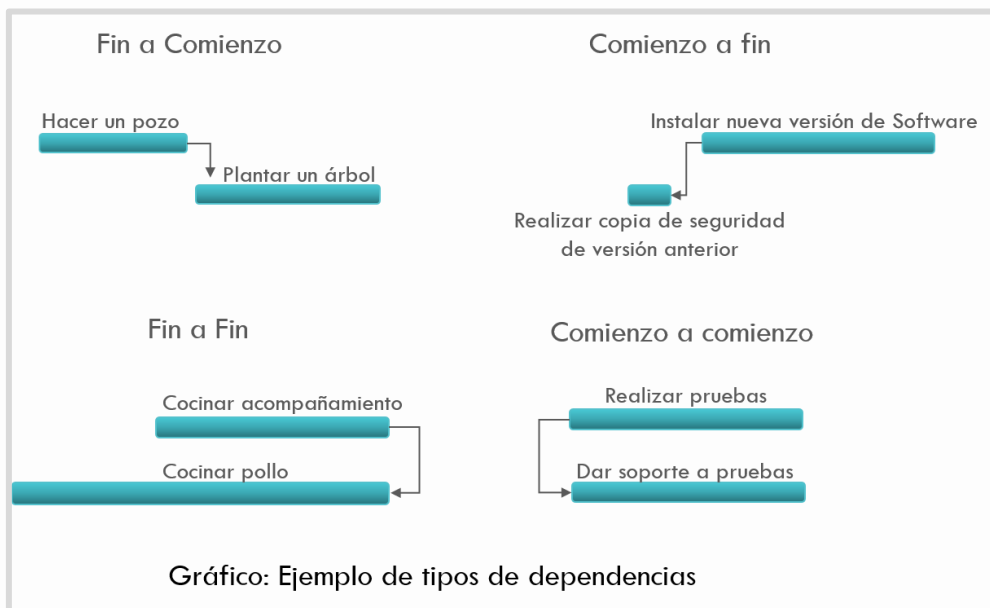 Fin a Comienzo
Hacer un pozo
Plantar un árbol
Comienzo a fin
Instalar nueva versión de Software
Realizar copia de seguridad
de versión anterior
Fin a Fin
Cocinar acompañamiento
Cocinar pollo
Comienzo a comienzo
Realizar pruebas
Dar soporte a pruebas
Gráfico: Ejemplo de tipos de dependencias